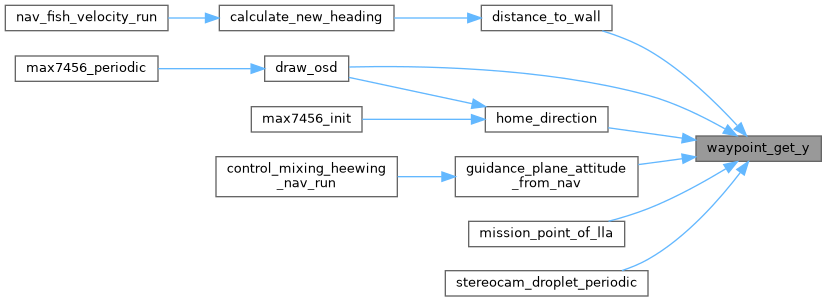 nav_fish_velocity_run
calculate_new_heading
distance_to_wall
max7456_periodic
draw_osd
max7456_init
home_direction
waypoint_get_y
control_mixing_heewing
_nav_run
guidance_plane_attitude
_from_nav
mission_point_of_lla
stereocam_droplet_periodic